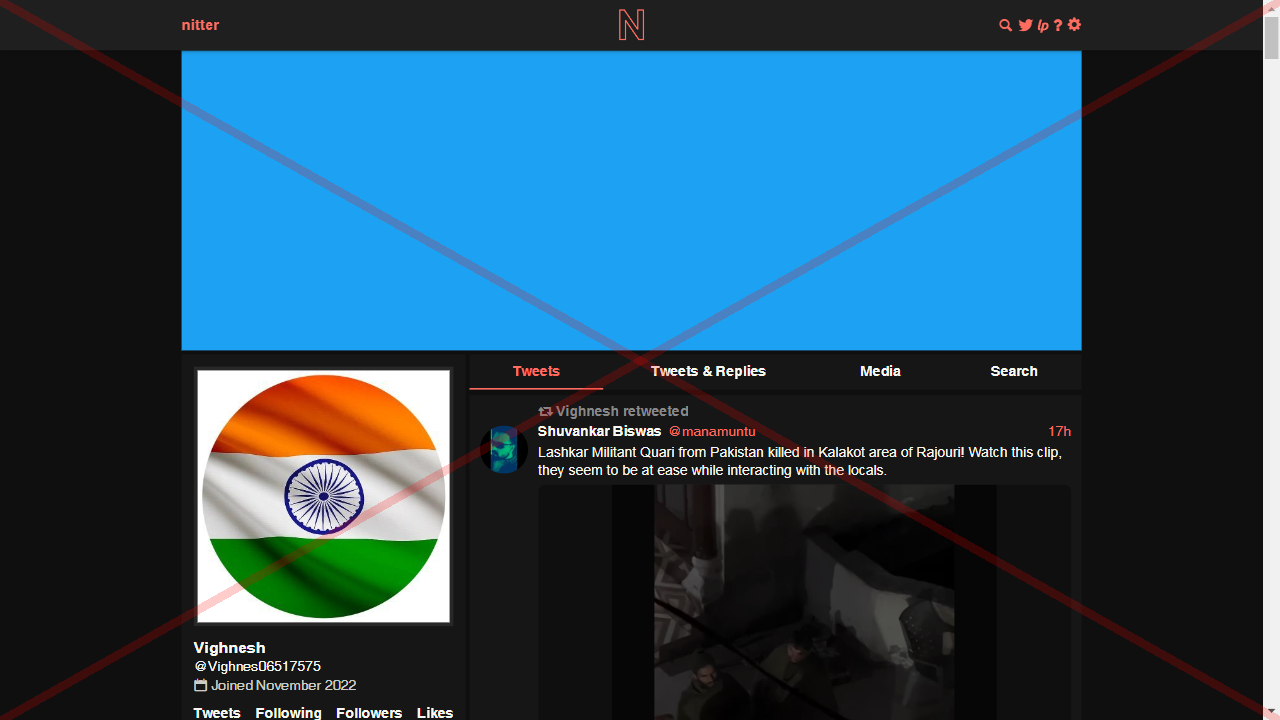 nitter
N
lp ?
Tweets
Tweets & Replies
Media
Search
Vighnesh retweeted
Shuvankar Biswas @manamuntu 17h
Lashkar Militant Quari from Pakistan killed in Kalakot area of Rajouri! Watch this clip,
they seem to be at ease while interacting with the locals.
Vighnesh
@Vighnes06517575
Joined November 2022
Tweets Following Followers Likes